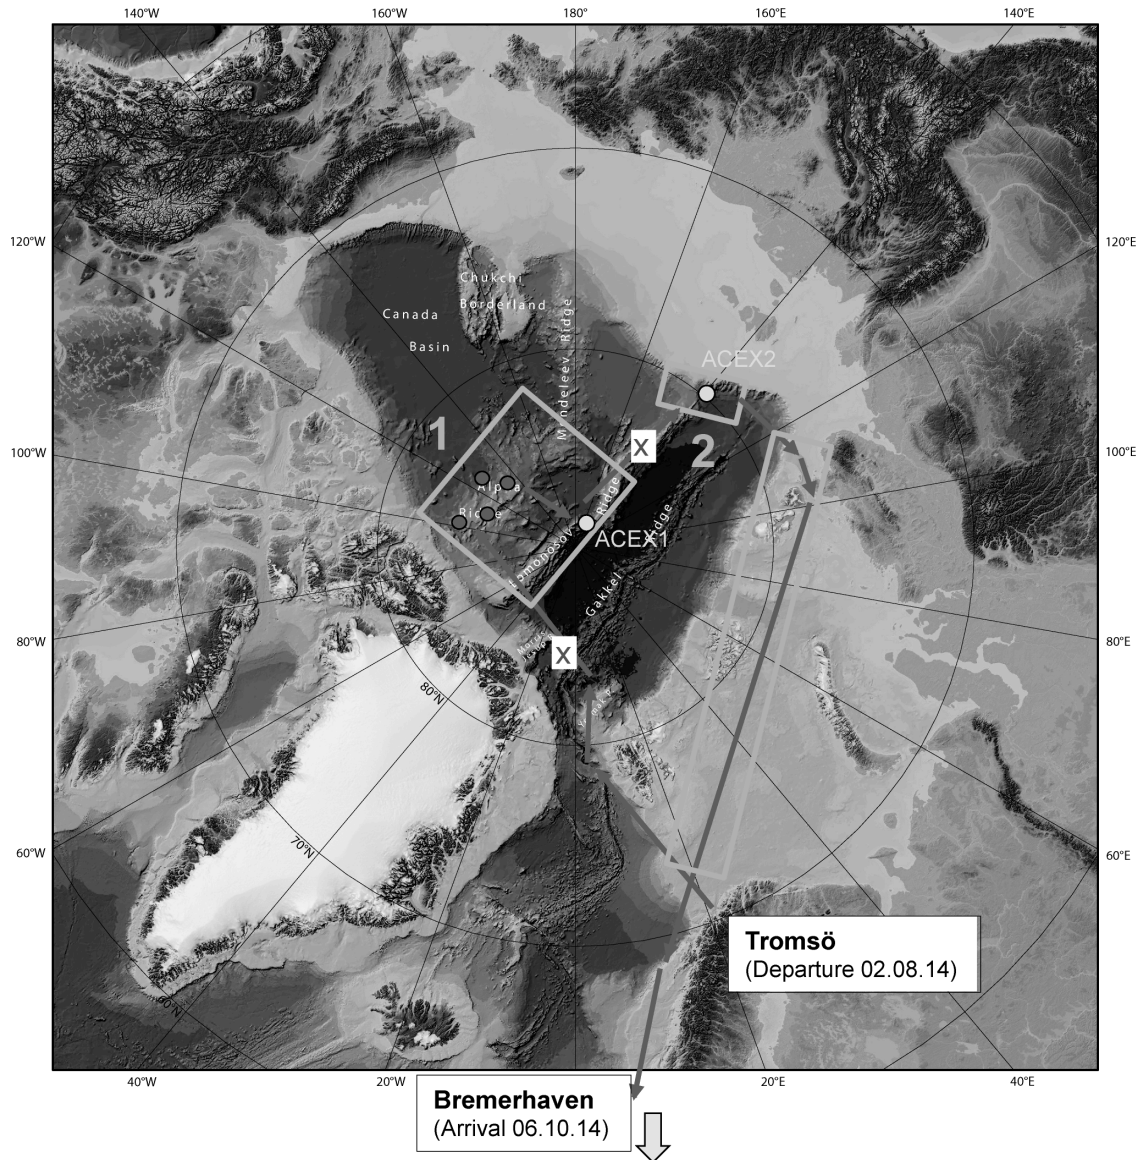 140°W
160°W
180°
160°E
140°E
120°W
120°E
Chukchi
Borderland
Canada
Basin
Mendeleev Ridge
ACEX2
1
X
2
100°W
100°E
Alpha
Ridge
Lomonosov Ridge
ACEX1
Gakkel Ridge
80°W
80°E
X
80°N
70°N
60°N
60°W
60°E
Tromsö
(Departure 02.08.14)
40°W
20°W
20°E
40°E
Bremerhaven
(Arrival 06.10.14)